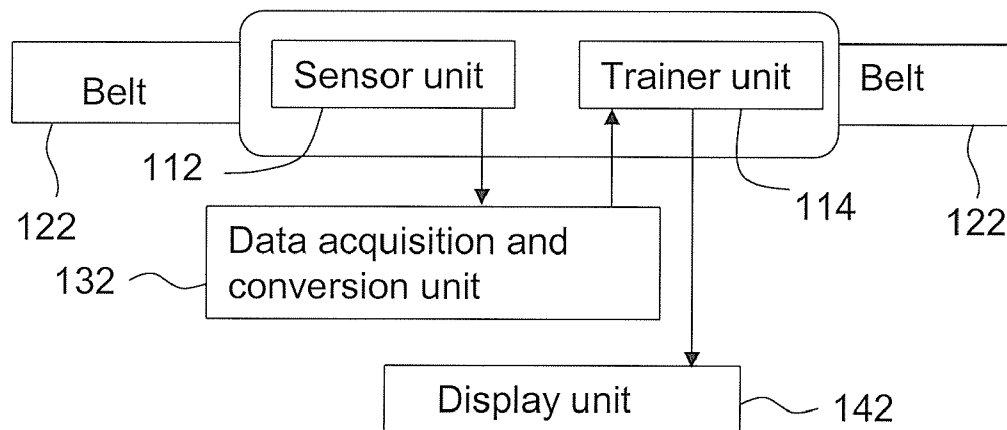 Belt
Sensor unit
Trainer unit
Belt
112
114
122
122
Data acquisition and
conversion unit
132
Display unit
142